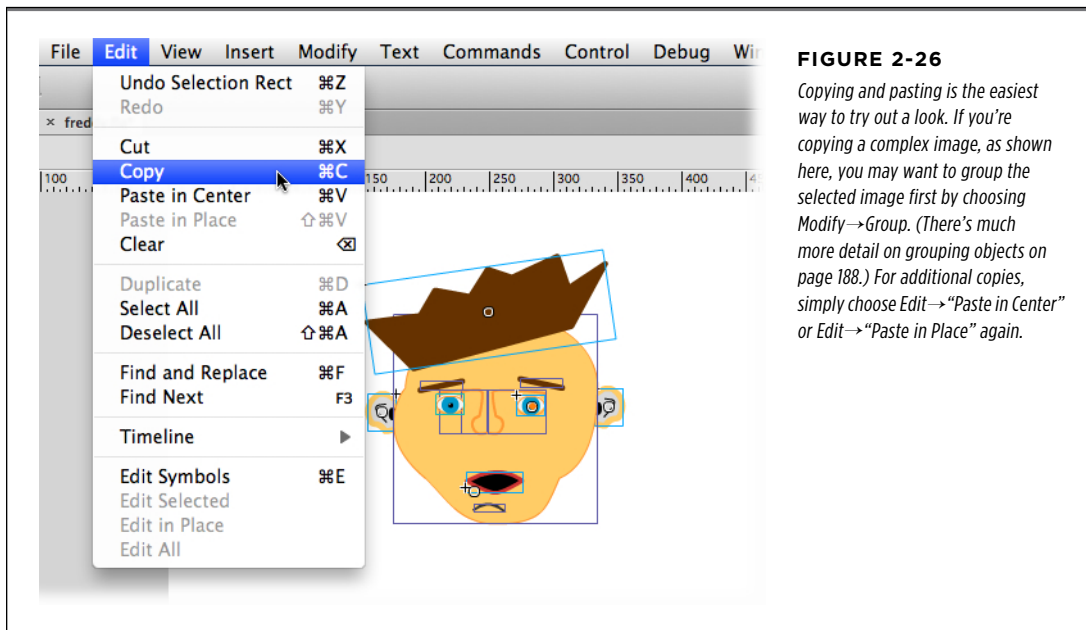 File Edit View Insert Modify Text Commands Control Debug
Undo Selection Rect ⌘Z
Redo ⌘Y
× fred
Cut ⌘X
Copy ⌘C
100 150 200 250 300 350 400
Paste in Center ⌘V
Paste in Place ⇧⌘V
Clear ⌫
Duplicate ⌘D
Select All ⌘A
Deselect All ⇧⌘A
Find and Replace ⌘F
Find Next F3
Timeline ▶
Edit Symbols ⌘E
Edit Selected
Edit in Place
Edit All
FIGURE 2-26
Copying and pasting is the easiest
way to try out a look. If you’re
copying a complex image, as shown
here, you may want to group the
selected image first by choosing
Modify→Group. (There’s much
more detail on grouping objects on
page 188.) For additional copies,
simply choose Edit→“Paste in Center”
or Edit→“Paste in Place” again.